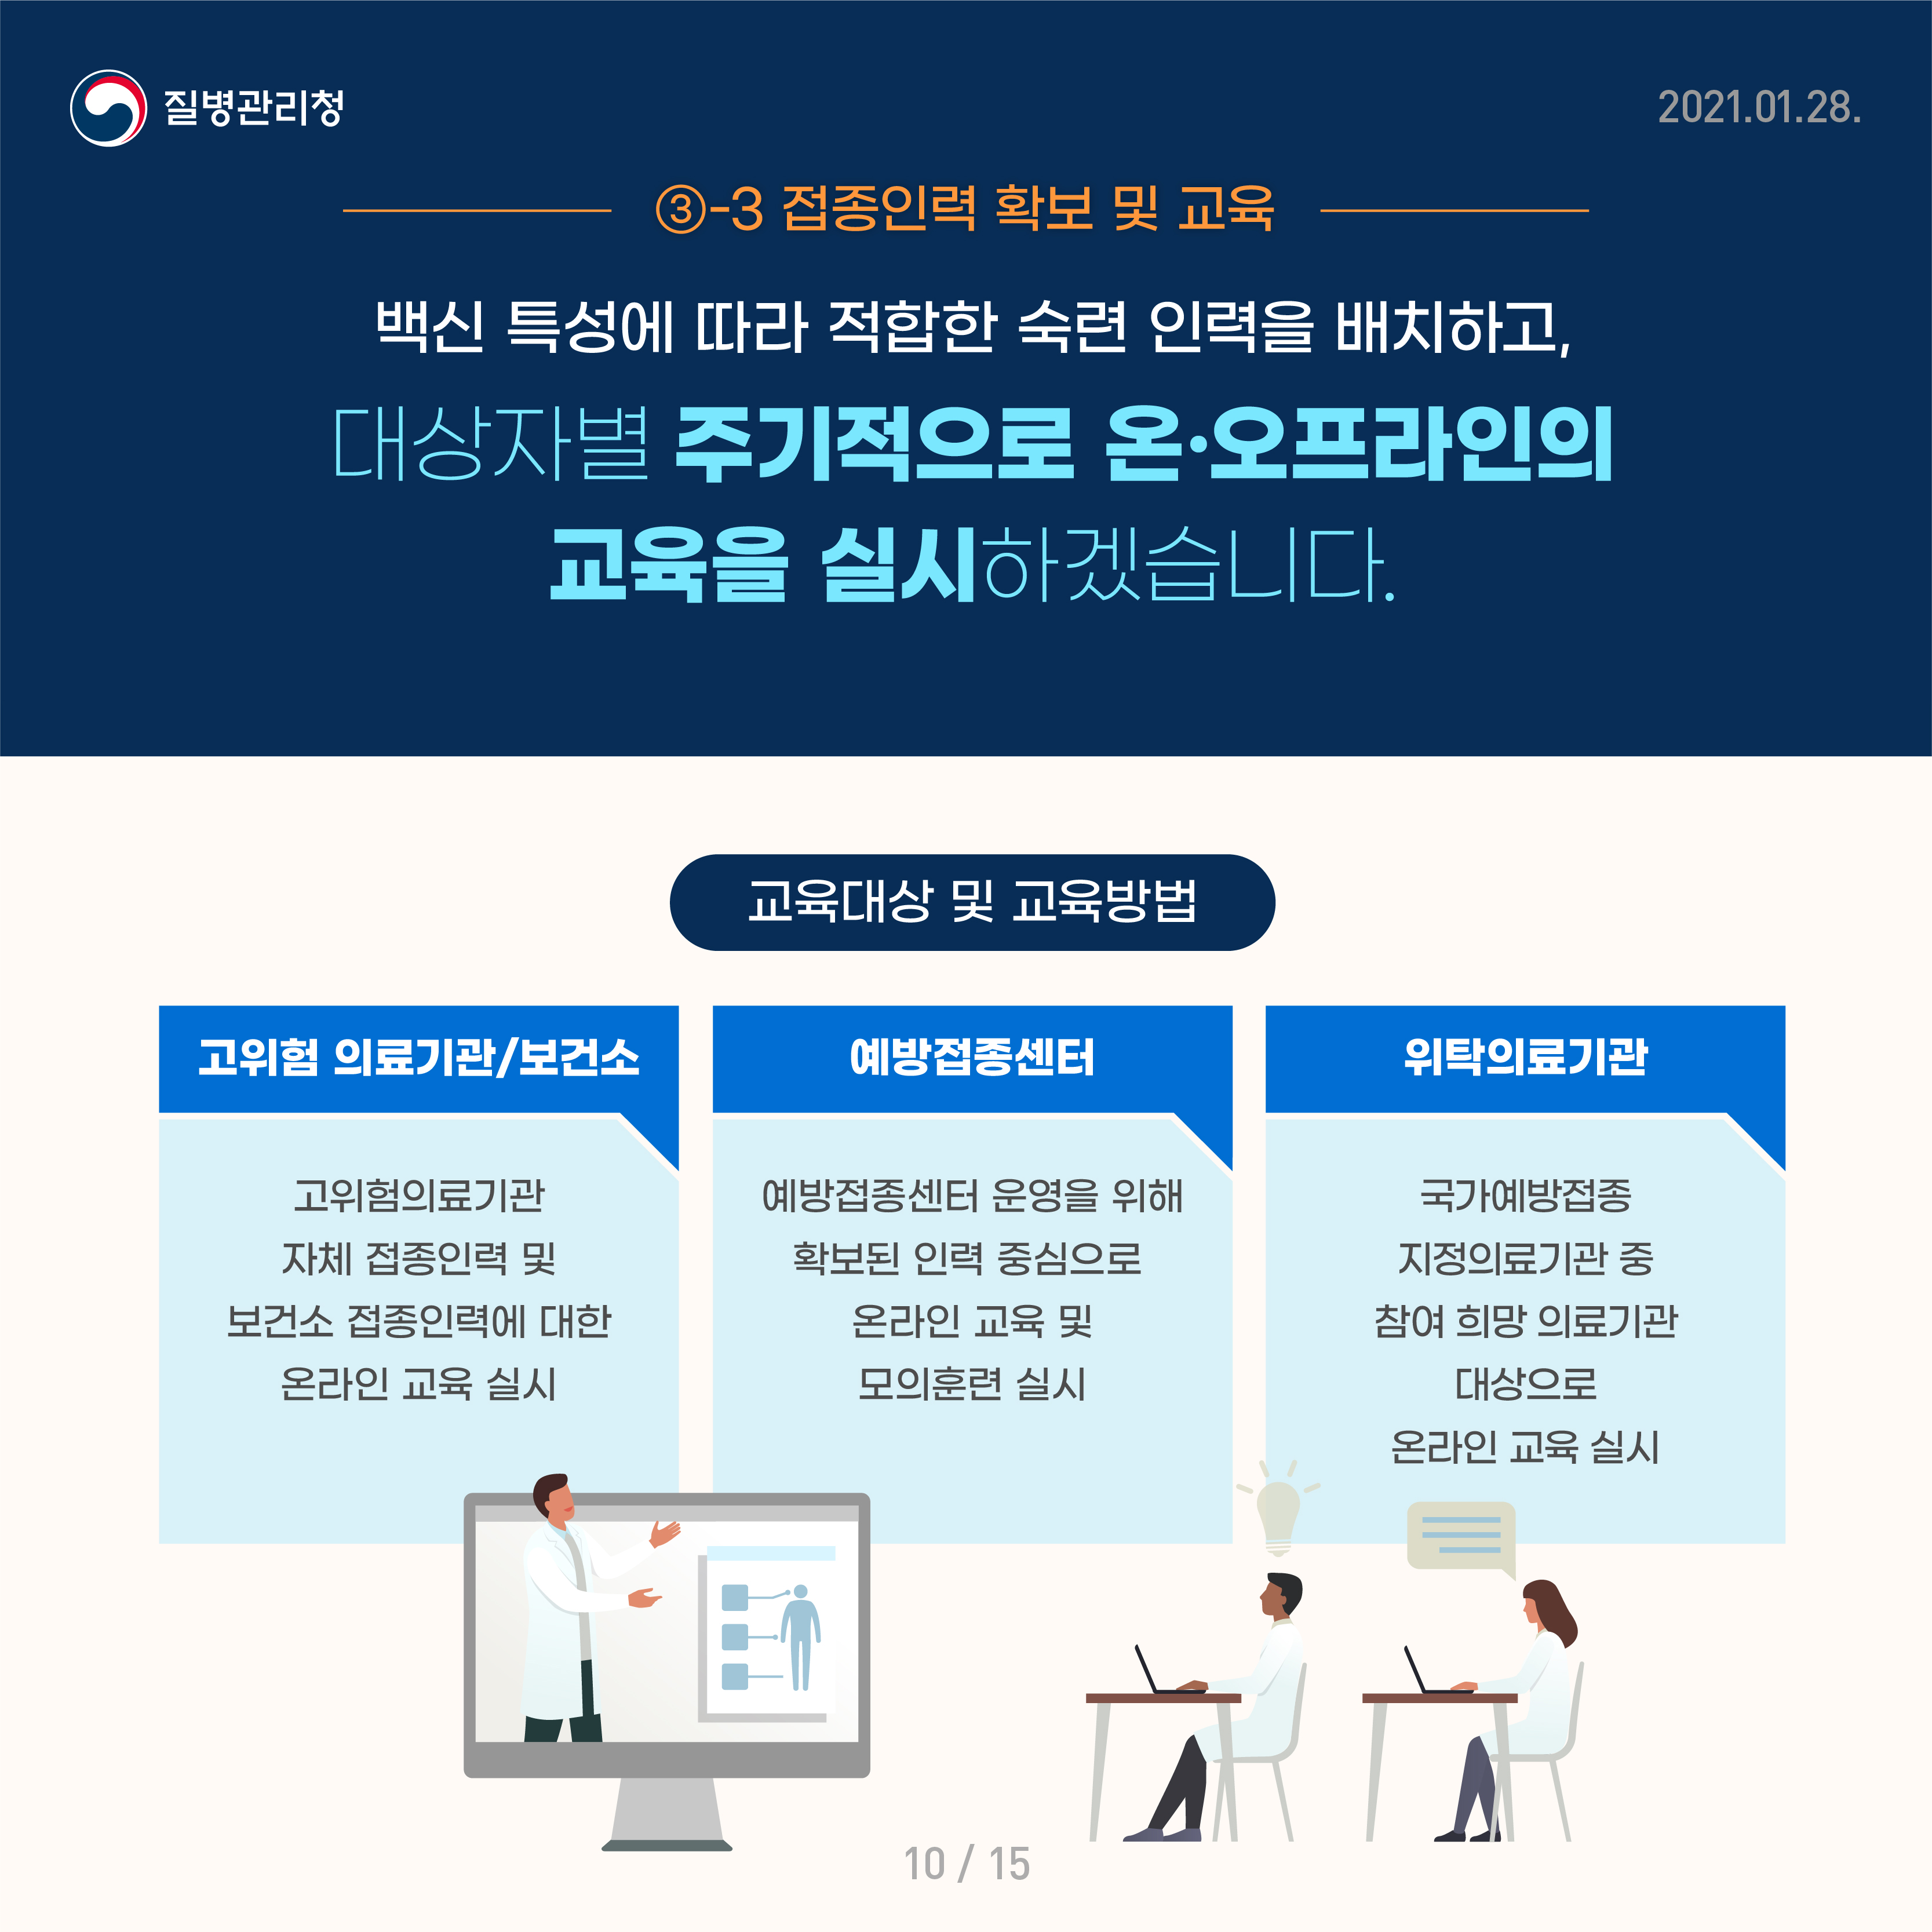 질병관리청
2021.01.28.
③-3 접종인력 확보 및 교육
백신 특성에 따라 적합한 숙련 인력을 배치하고,
대상자별 주기적으로 온·오프라인의
교육을 실시하겠습니다.
교육대상 및 교육방법
고위험 의료기관/보건소
고위험의료기관
자체 접종인력 및
보건소 접종인력에 대한
온라인 교육 실시
예방접종센터
예방접종센터 운영을 위해
확보된 인력 중심으로
온라인 교육 및
모의훈련 실시
위탁의료기관
국가예방접종
지정의료기관 중
참여 희망 의료기관
대상으로
온라인 교육 실시
10 / 15